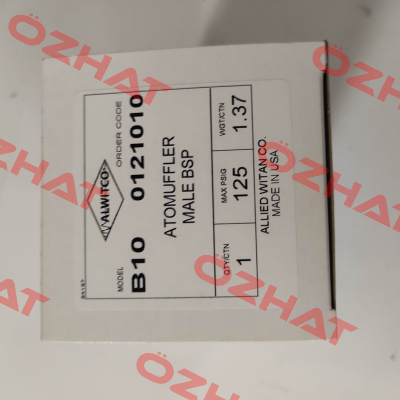 ALWITCO
ORDER CODE
MODEL
B10 0121010
ATOMUFFLER
MALE BSP
QTY/CTN MAX PSIG WGT/CTN
1 125 1.37
ALLIED WITAN CO.
MADE IN USA
ÖZHAT
ÖZHAT
ÖZHAT
ÖZHAT
ÖZHAT